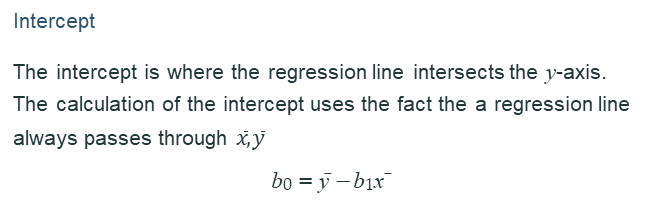 Intercept
The intercept is where the regression line intersects the y-axis.
The calculation of the intercept uses the fact the a regression line
always passes through x̄,ȳ
b0 = ȳ − b1x¯